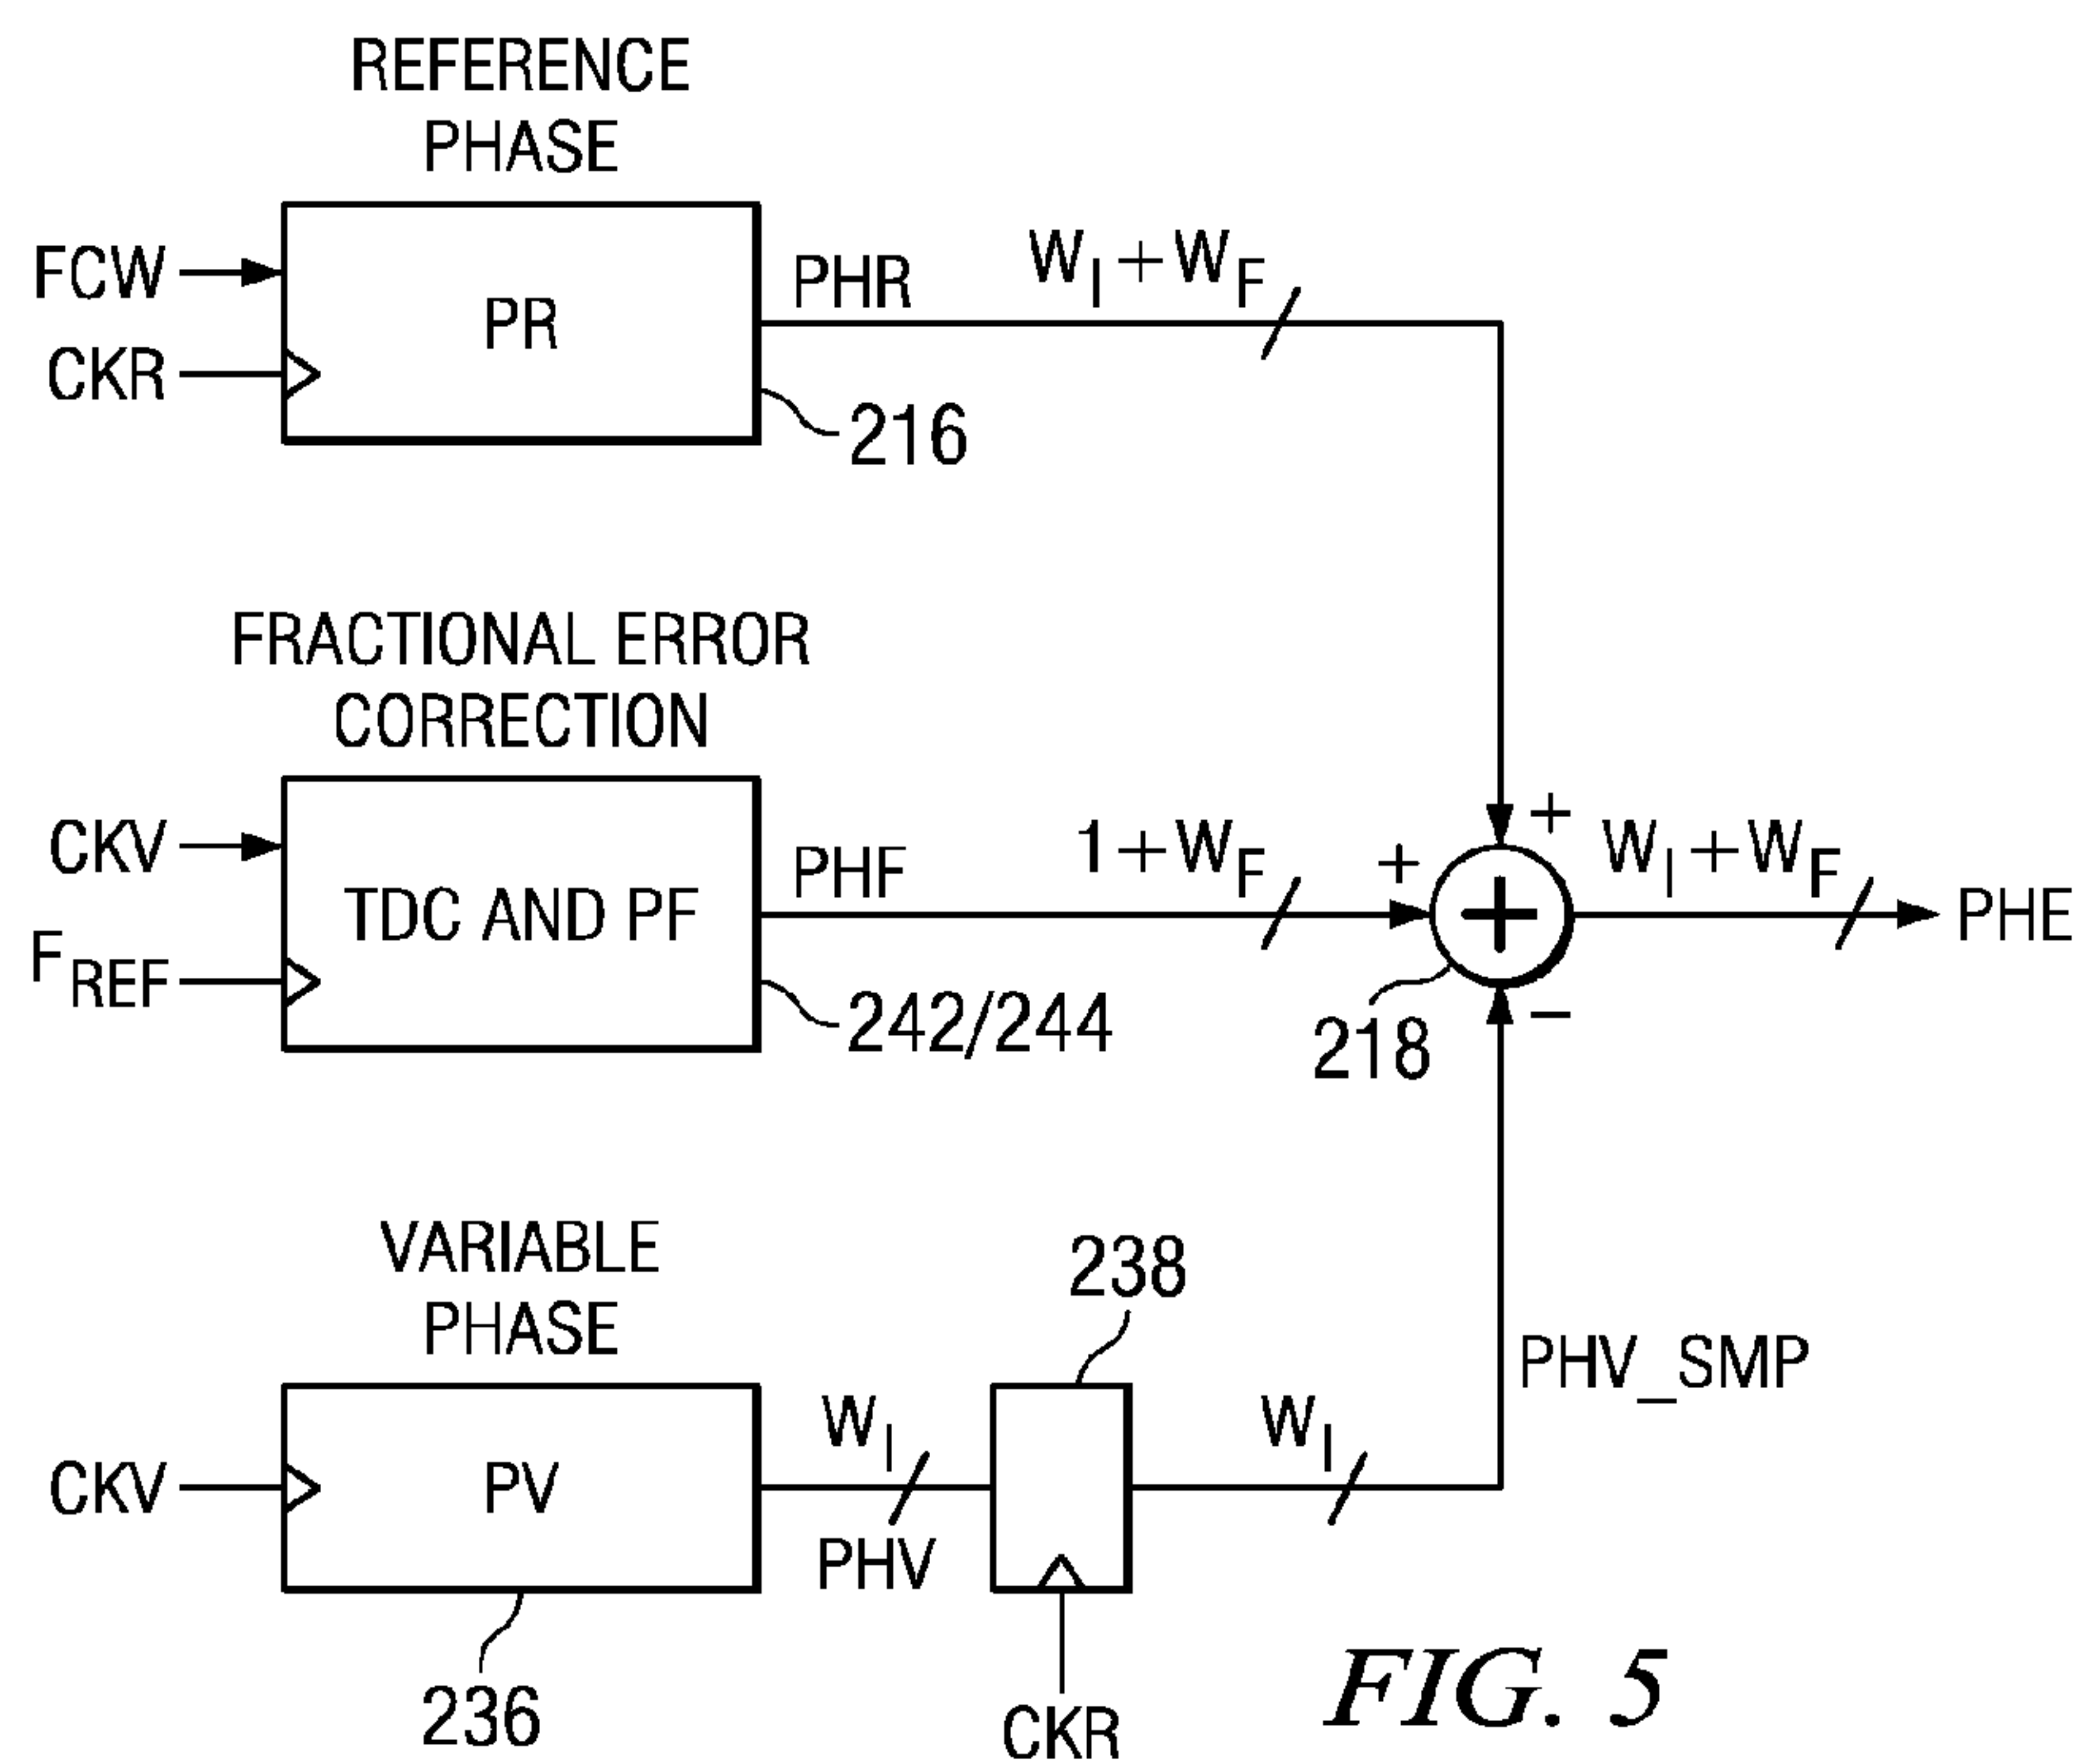 REFERENCE
PHASE
FCW
CKR
PR
PHR
W_I + W_F
216
FRACTIONAL ERROR
CORRECTION
CKV
F_REF
TDC AND PF
PHF
1 + W_F
242/244
+
+
+
−
218
W_I + W_F
PHE
VARIABLE
PHASE
CKV
PV
236
W_I
PHV
238
CKR
W_I
PHV_SMP
FIG. 5